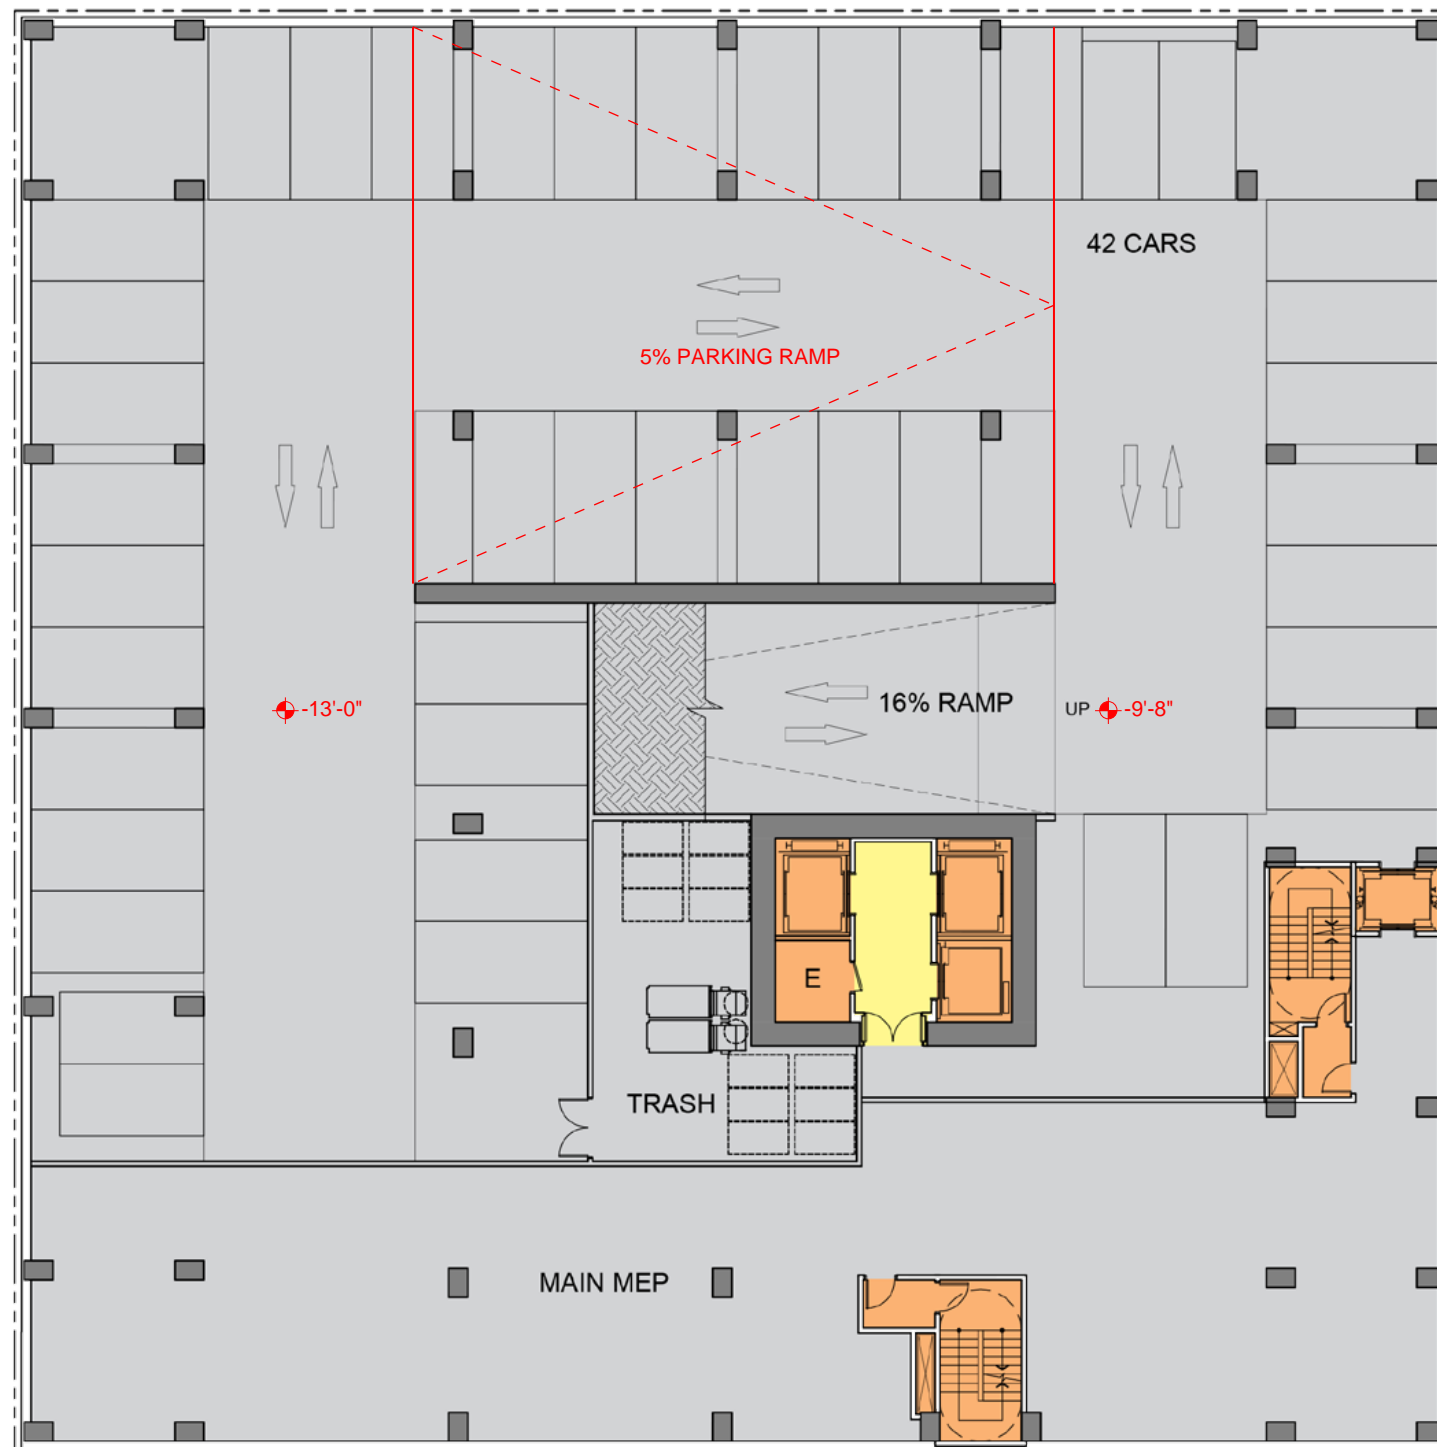 42 CARS
5% PARKING RAMP
-13'-0"
16% RAMP
UP
-9'-8"
E
TRASH
MAIN MEP